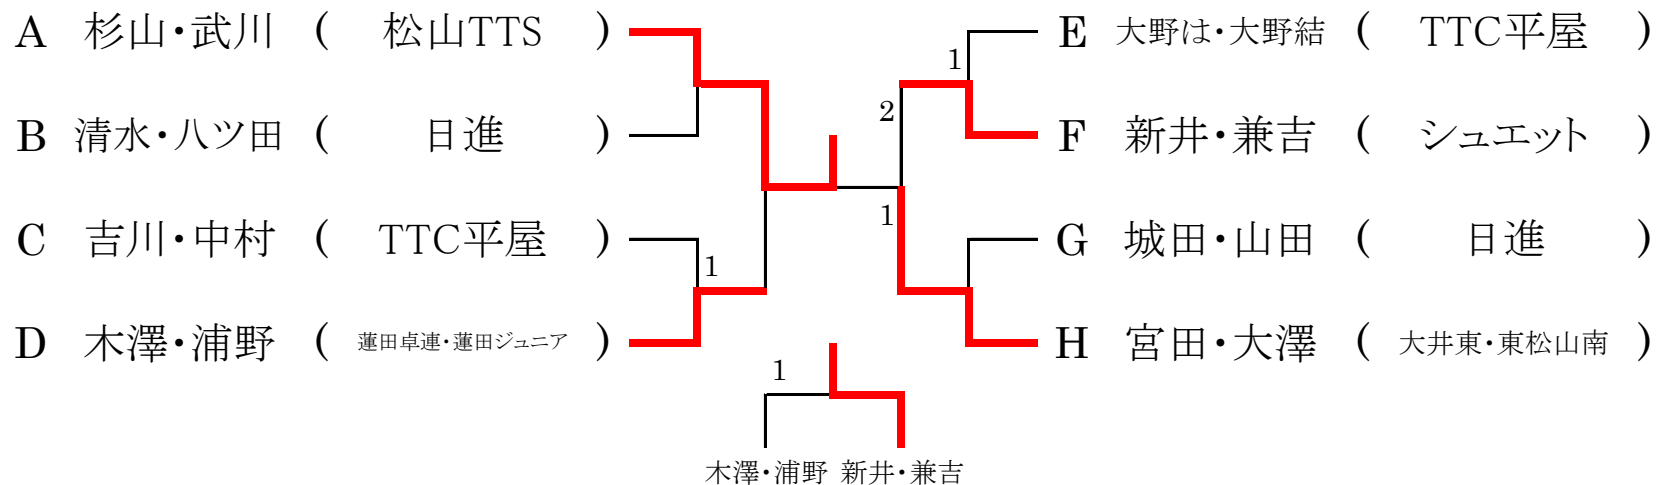 A 杉山・武川 ( 松山TTS )
B 清水・八ツ田 ( 日進 )
C 吉川・中村 ( TTC平屋 )
D 木澤・浦野 ( 蓮田卓連・蓮田ジュニア )
1
1
2
1
1
E 大野は・大野結 ( TTC平屋 )
F 新井・兼吉 ( シュエット )
G 城田・山田 ( 日進 )
H 宮田・大澤 ( 大井東・東松山南 )
木澤・浦野 新井・兼吉